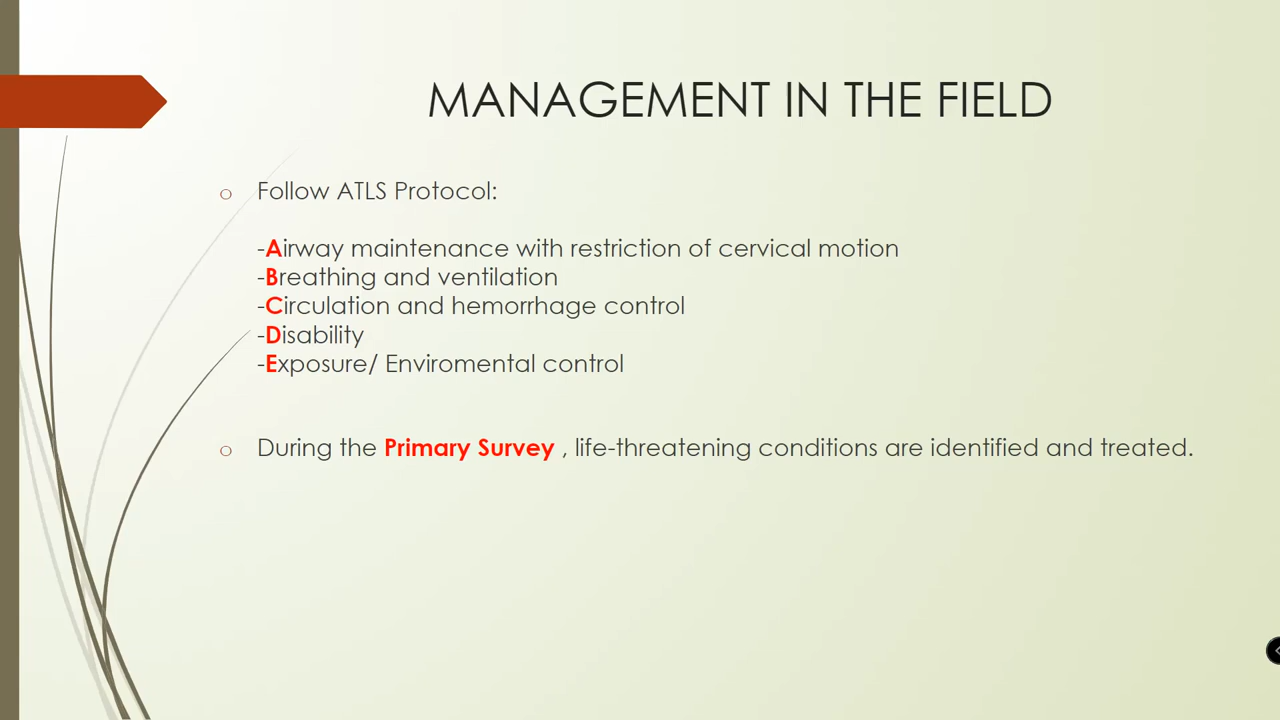 MANAGEMENT IN THE FIELD
Follow ATLS Protocol:
-Airway maintenance with restriction of cervical motion
-Breathing and ventilation
-Circulation and hemorrhage control
-Disability
-Exposure/ Enviromental control
During the Primary Survey , life-threatening conditions are identified and treated.